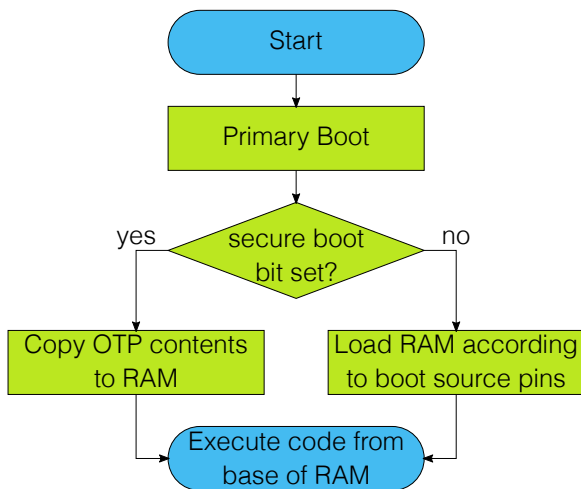 Start
Primary Boot
yes
secure boot
bit set?
no
Copy OTP contents
to RAM
Load RAM according
to boot source pins
Execute code from
base of RAM